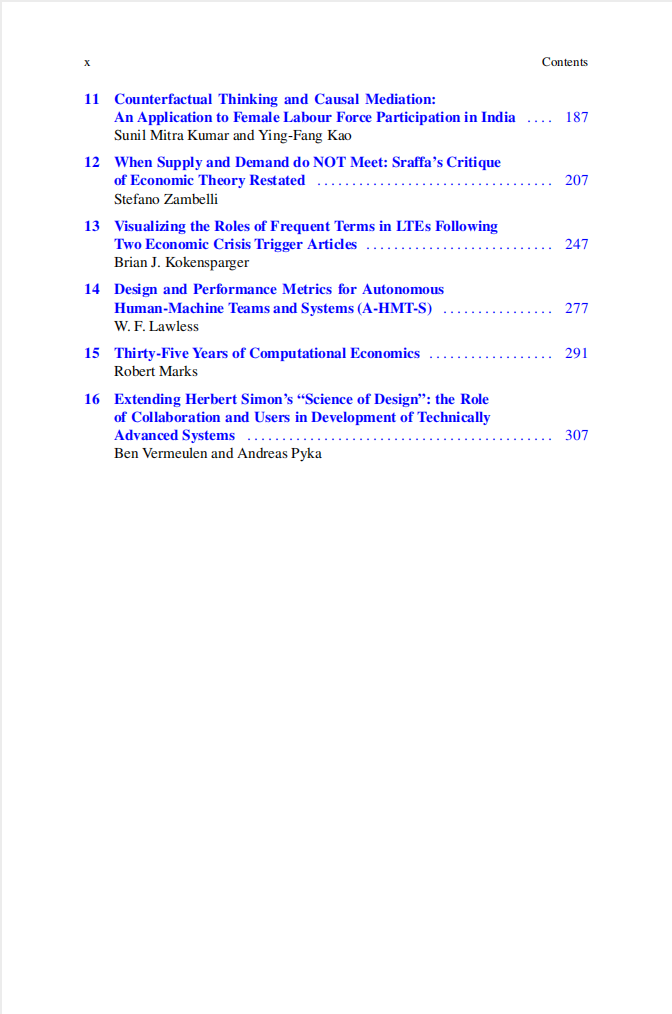 x Contents
11 Counterfactual Thinking and Causal Mediation:
An Application to Female Labour Force Participation in India .... 187
Sunil Mitra Kumar and Ying-Fang Kao
12 When Supply and Demand do NOT Meet: Sraffa's Critique
of Economic Theory Restated .................................. 207
Stefano Zambelli
13 Visualizing the Roles of Frequent Terms in LTEs Following
Two Economic Crisis Trigger Articles ........................... 247
Brian J. Kokensparger
14 Design and Performance Metrics for Autonomous
Human-Machine Teams and Systems (A-HMT-S) ................ 277
W. F. Lawless
15 Thirty-Five Years of Computational Economics .................. 291
Robert Marks
16 Extending Herbert Simon's “Science of Design”: the Role
of Collaboration and Users in Development of Technically
Advanced Systems ............................................ 307
Ben Vermeulen and Andreas Pyka